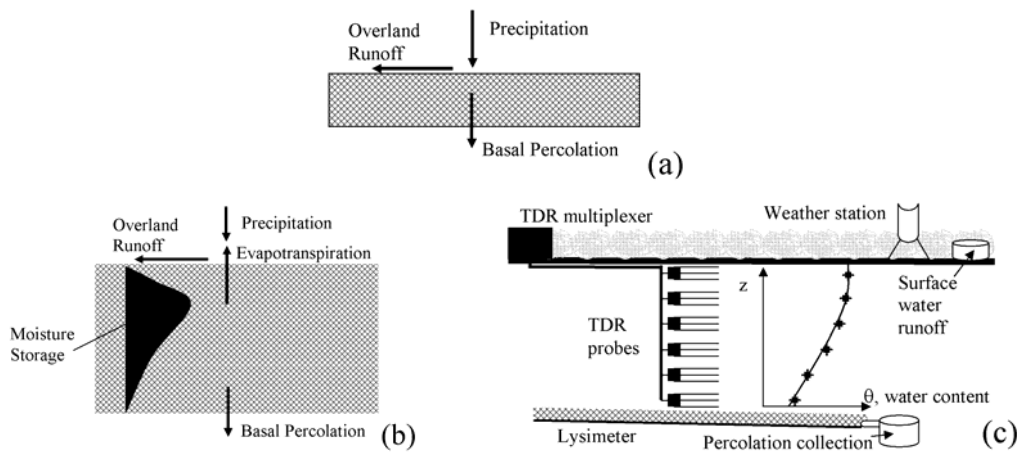 Overland
Runoff
Precipitation
Basal Percolation
(a)
Overland
Runoff
Precipitation
Evapotranspiration
Moisture
Storage
Basal Percolation
(b)
TDR multiplexer
Weather station
z
Surface
water
runoff
TDR
probes
θ, water content
Lysimeter
Percolation collection
(c)